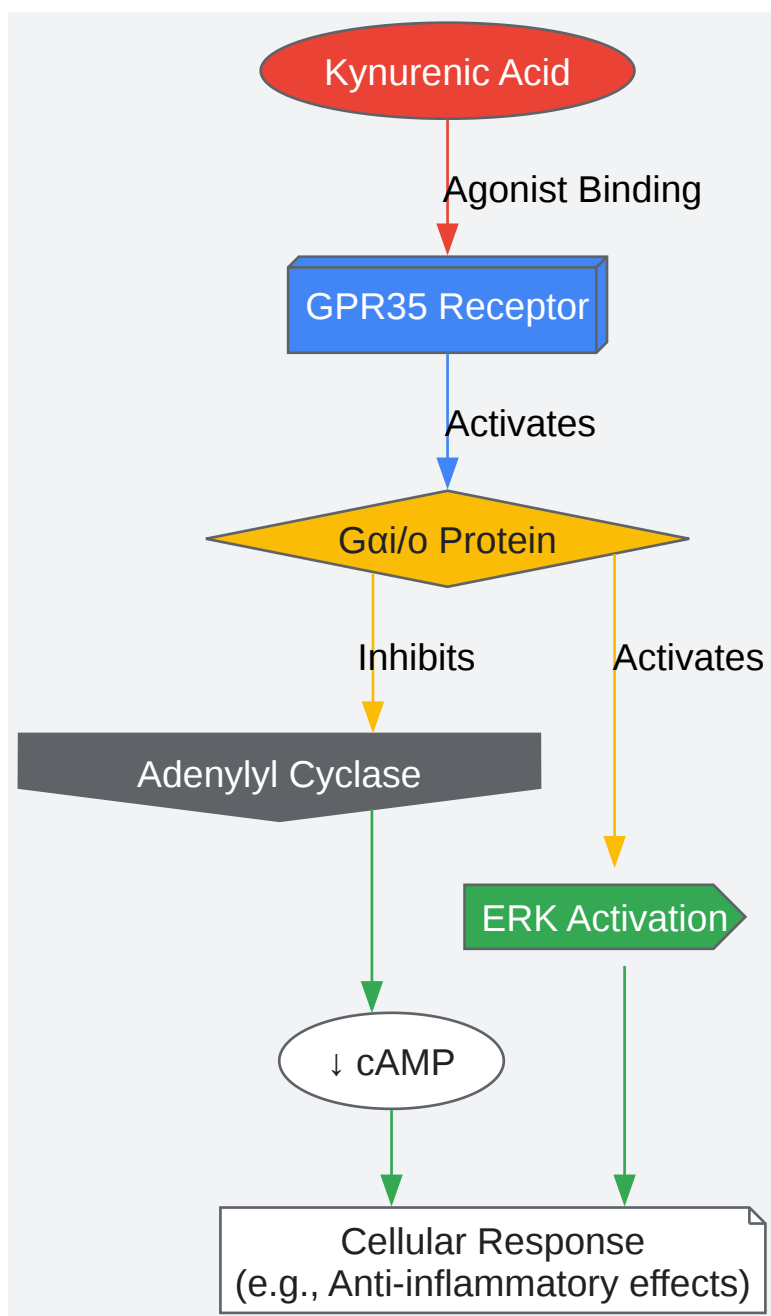 Kynurenic Acid
Agonist Binding
GPR35 Receptor
Activates
Gαi/o Protein
Inhibits
Activates
Adenylyl Cyclase
ERK Activation
↓ cAMP
Cellular Response
(e.g., Anti-inflammatory effects)